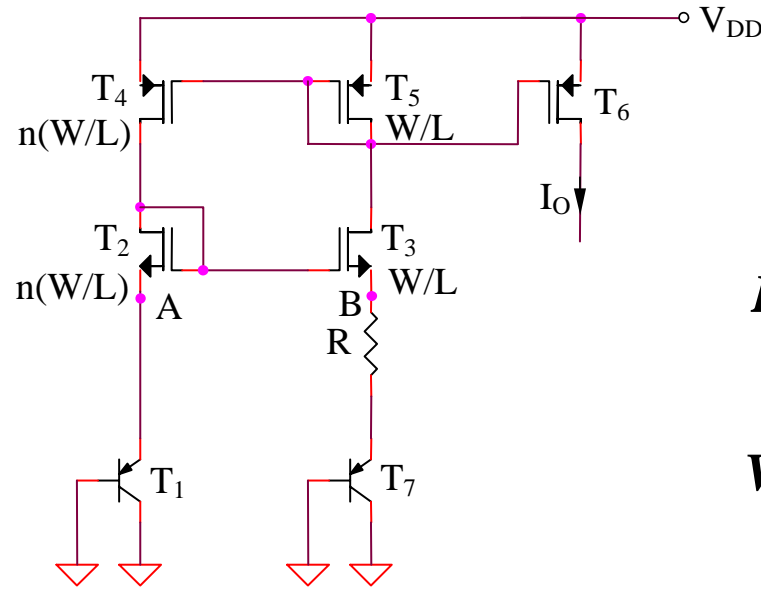 V_DD
T_4
T_5
T_6
n(W/L)
W/L
I_O
T_2
T_3
n(W/L)
A
B
W/L
R
T_1
T_7